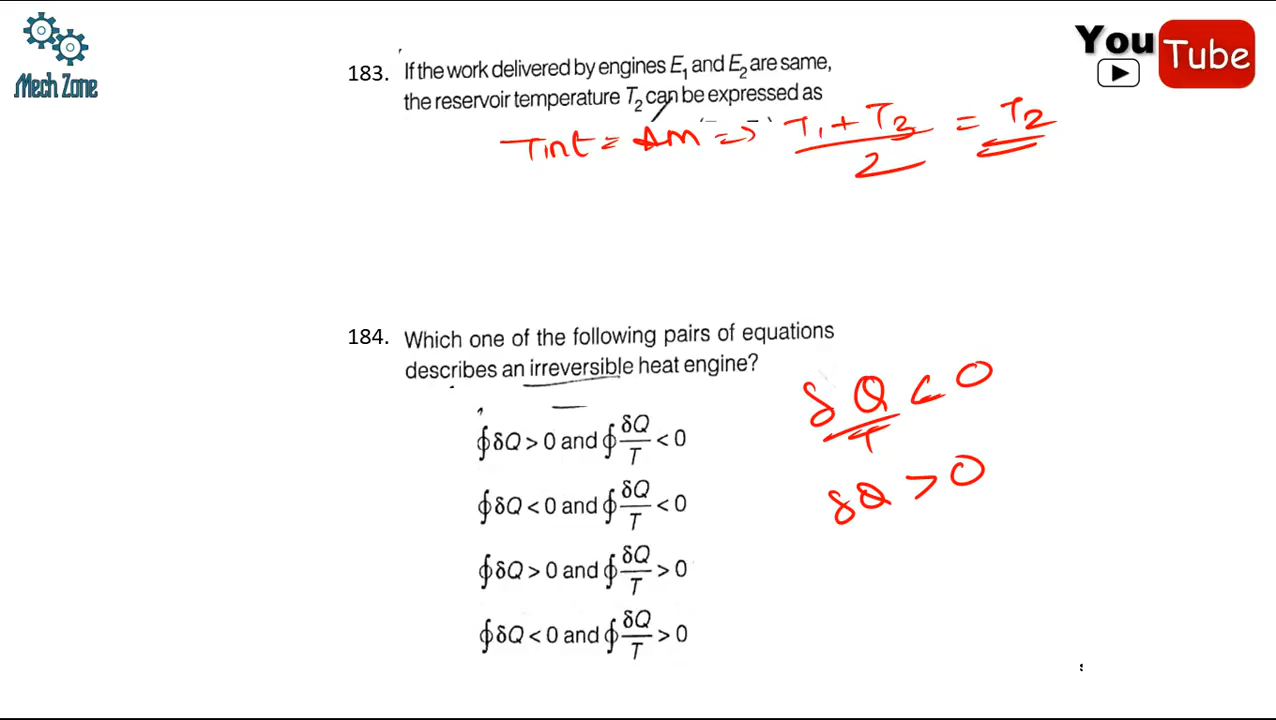 Mech Zone
You Tube
183. If the work delivered by engines E₁ and E₂ are same,
the reservoir temperature T₂ can be expressed as
Tint = Am => T₁ + T₃ / 2 = T₂
184. Which one of the following pairs of equations
describes an irreversible heat engine?
∮δQ > 0 and ∮δQ/T < 0
∮δQ < 0 and ∮δQ/T < 0
∮δQ > 0 and ∮δQ/T > 0
∮δQ < 0 and ∮δQ/T > 0
δQ/T < 0
δQ > 0